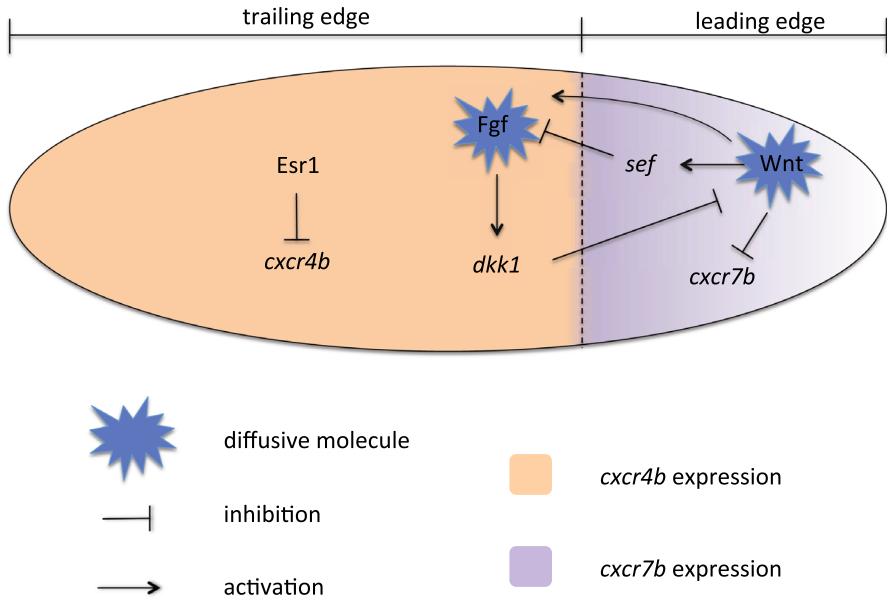 trailing edge
leading edge
Fgf
Wnt
Esr1
sef
cxcr4b
dkk1
cxcr7b
diffusive molecule
inhibition
activation
cxcr4b expression
cxcr7b expression